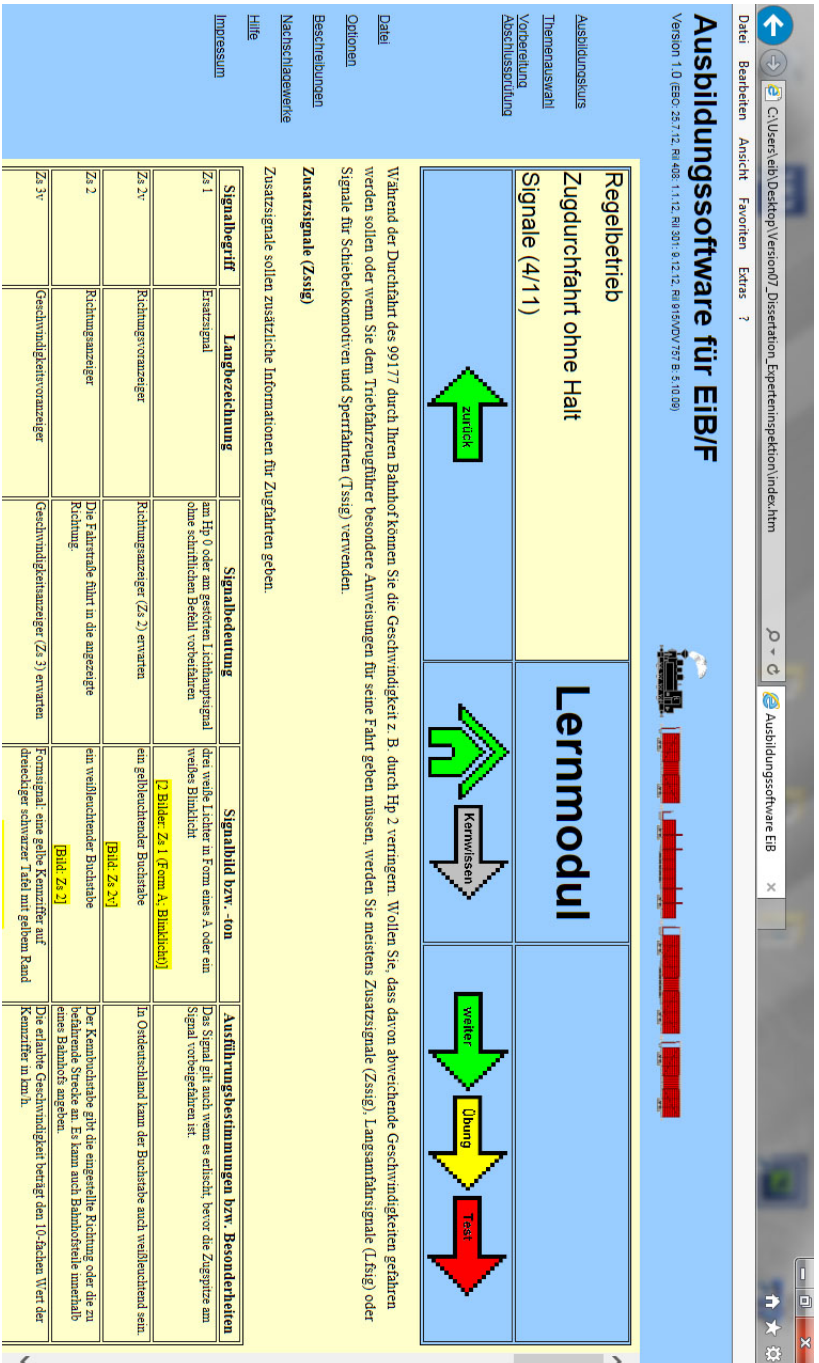 C:\Users\eib\Desktop\Version07_Dissertation_Experteninspektion\index.htm
Ausbildungssoftware EiB
Datei Bearbeiten Ansicht Favoriten Extras ?
Ausbildungssoftware für EiB/F
Version 1.0 (EBO: 25.7.12, Ril 408: 1.1.12, Ril 301: 9.12.12, Ril 915/VDV 757 B: 5.10.09)
Ausbildungskurs
Themenauswahl
Vorbereitung
Abschlussprüfung
Datei
Optionen
Beschreibungen
Nachschlagewerke
Hilfe
Impressum
Regelbetrieb
Zugdurchfahrt ohne Halt
Signale (4/11)
Lernmodul
zurück
Kernwissen
weiter
Übung
Test
Während der Durchfahrt des 99177 durch Ihren Bahnhof können Sie die Geschwindigkeit z. B. durch Hp 2 verringern. Wollen Sie, dass davon abweichende Geschwindigkeiten gefahren
werden sollen oder wenn Sie dem Triebfahrzeugführer besondere Anweisungen für seine Fahrt geben müssen, werden Sie meistens Zusatzsignale (Zssig), Langsamfahrsignale (Lfsig) oder
Signale für Schiebelokomotiven und Sperrfahrten (Tssig) verwenden.
Zusatzsignale (Zssig)
Zusatzsignale sollen zusätzliche Informationen für Zugfahrten geben.
Signalbegriff Langbezeichnung Signalbedeutung Signalbild bzw. -ton Ausführungsbestimmungen bzw. Besonderheiten
Zs 1
Ersatzsignal
am Hp 0 oder am gestörten Lichthauptsignal
ohne schriftlichen Befehl vorbeifahren
drei weiße Lichter in Form eines A oder ein
weißes Blinklicht
[2 Bilder: Zs 1 (Form A; Blinklicht)]
Das Signal gilt auch wenn es erlischt, bevor die Zugspitze am
Signal vorbeigefahren ist.
Zs 2v
Richtungsvoranzeiger
Richtungsanzeiger (Zs 2) erwarten
ein gelbleuchtender Buchstabe
[Bild: Zs 2v]
In Ostdeutschland kann der Buchstabe auch weißleuchtend sein.
Zs 2
Richtungsanzeiger
Die Fahrstraße führt in die angezeigte
Richtung.
ein weißleuchtender Buchstabe
[Bild: Zs 2]
Der Kennbuchstabe gibt die eingestellte Richtung oder die zu
befahrende Strecke an. Es kann auch Bahnhofsteile innerhalb
eines Bahnhofs angeben.
Zs 3v
Geschwindigkeitsvoranzeiger
Geschwindigkeitsanzeiger (Zs 3) erwarten
Formsignal: eine gelbe Kennziffer auf
dreieckiger schwarzer Tafel mit gelbem Rand
Die erlaubte Geschwindigkeit beträgt den 10-fachen Wert der
Kennziffer in km/h.